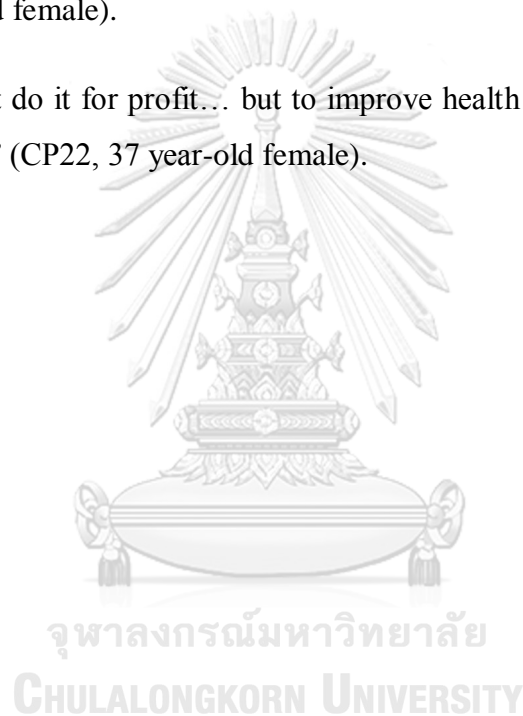 d female).
t do it for profit… but to improve health
” (CP22, 37 year-old female).
จุฬาลงกรณ์มหาวิทยาลัย
CHULALONGKORN UNIVERSITY